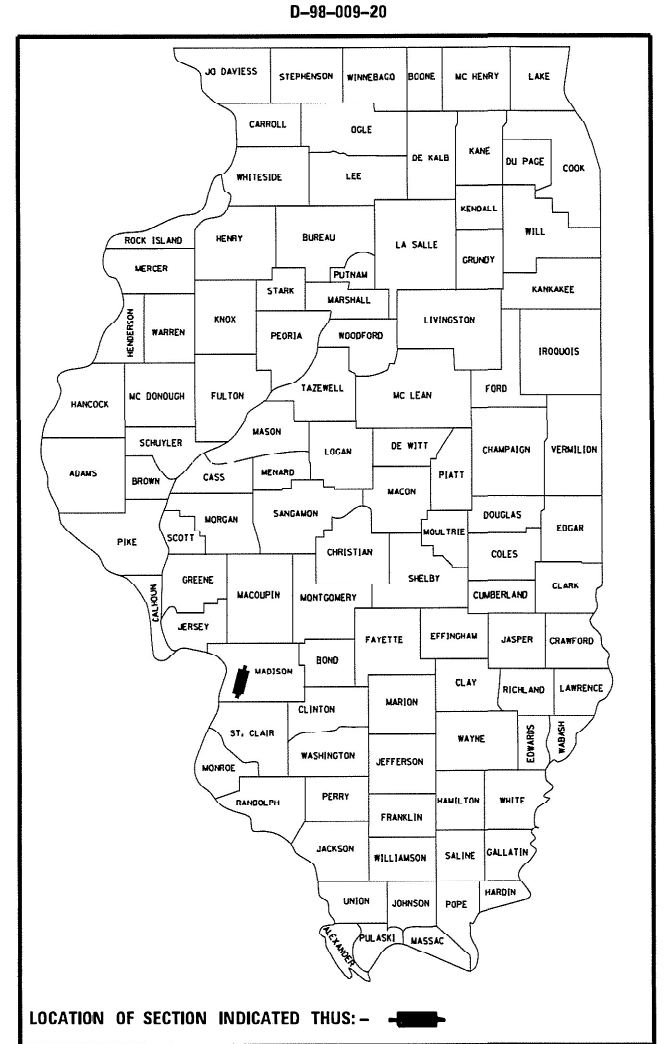 D-98-009-20
JO DAVIESS STEPHENSON WINNEBAGO BOONE MC HENRY LAKE
CARROLL OGLE
DE KALB KANE DU PAGE COOK
WHITESIDE LEE
KENDALL
ROCK ISLAND HENRY BUREAU LA SALLE WILL
MERCER PUTNAM GRUNDY
STARK MARSHALL KANKAKEE
HENDERSON WARREN KNOX PEORIA WOODFORD LIVINGSTON
IROQUOIS
HANCOCK MC DONOUGH FULTON TAZEWELL MC LEAN FORD
MASON
SCHUYLER LOGAN DE WITT CHAMPAIGN VERMILION
ADAMS BROWN CASS MENARD PIATT
MACON
MORGAN SANGAMON DOUGLAS
PIKE SCOTT CHRISTIAN MOULTRIE EDGAR
COLES
GREENE SHELBY
CALHOUN MACOUPIN MONTGOMERY CUMBERLAND CLARK
JERSEY FAYETTE EFFINGHAM JASPER CRAWFORD
MADISON BOND
CLAY RICHLAND LAWRENCE
CLINTON MARION
ST. CLAIR WAYNE EDWARDS WABASH
MONROE WASHINGTON JEFFERSON
RANDOLPH PERRY HAMILTON WHITE
FRANKLIN
JACKSON WILLIAMSON SALINE GALLATIN
UNION JOHNSON POPE HARDIN
ALEXANDER PULASKI MASSAC
LOCATION OF SECTION INDICATED THUS:-